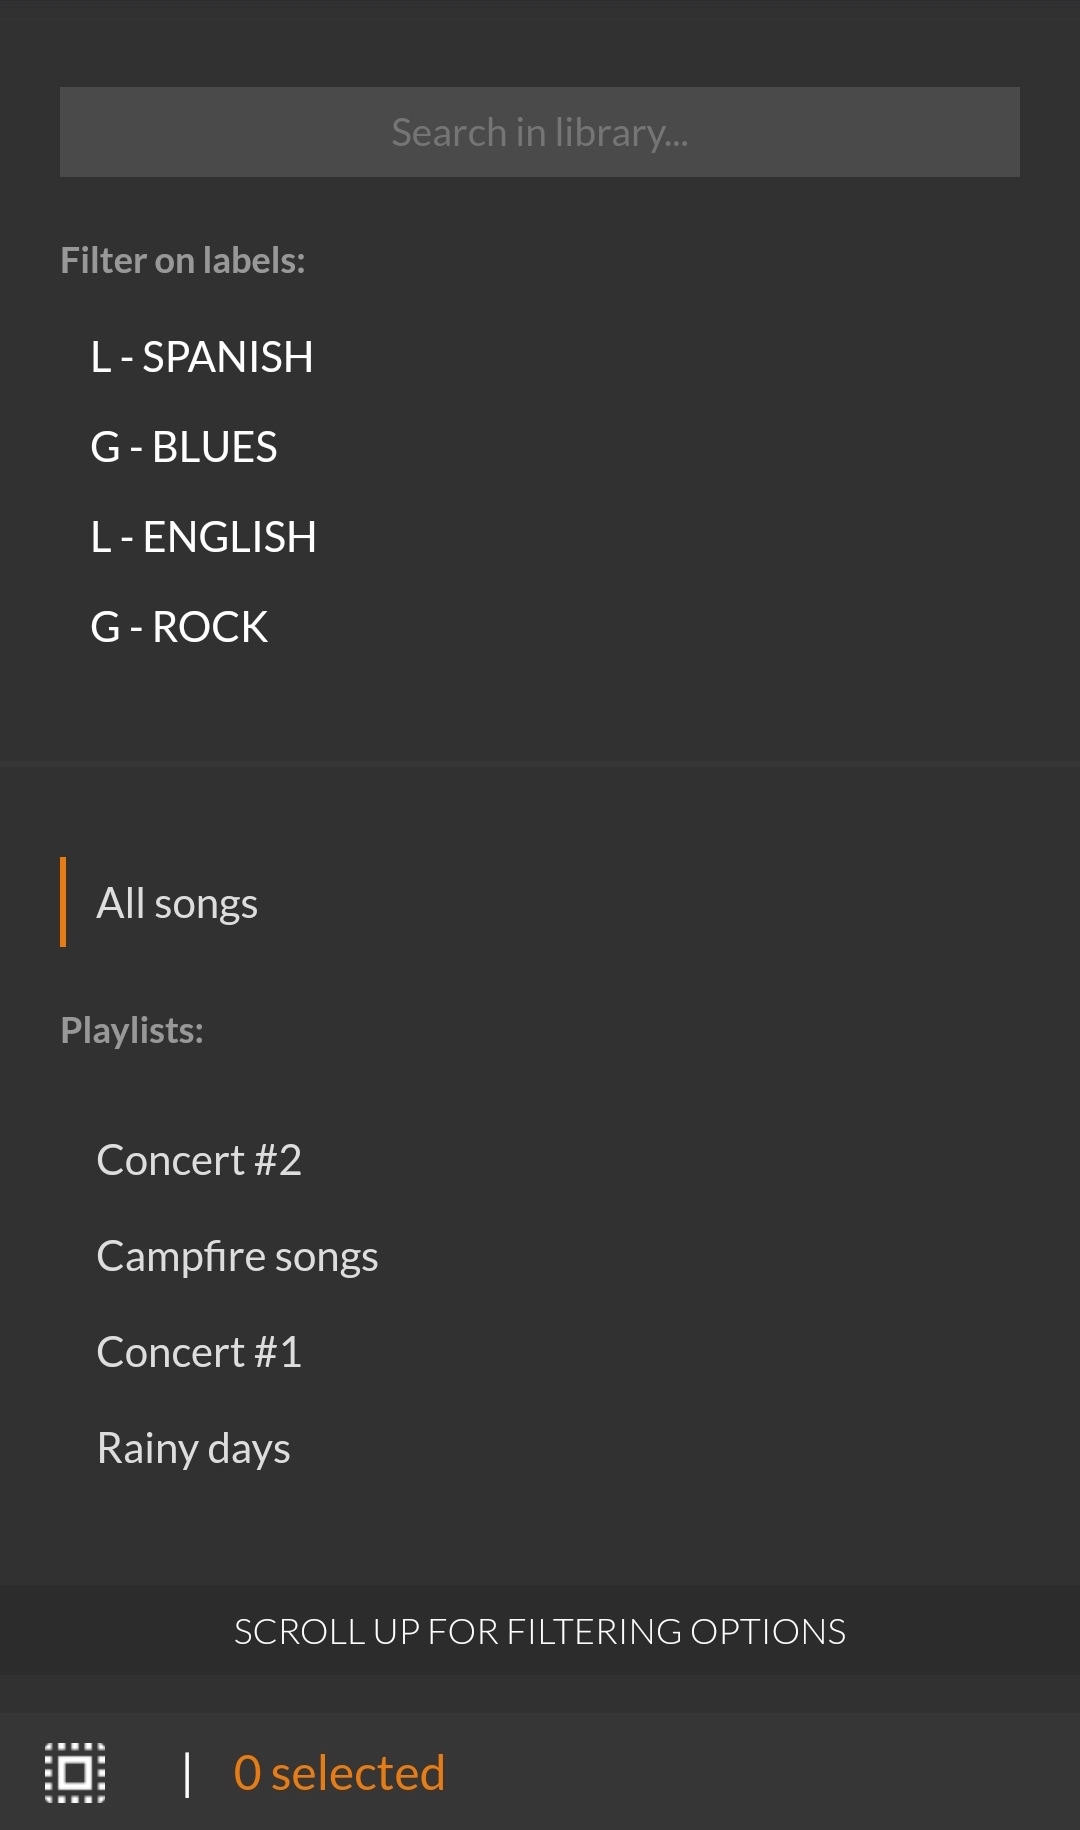 Search in library...
Filter on labels:
L - SPANISH
G - BLUES
L - ENGLISH
G - ROCK
All songs
Playlists:
Concert #2
Campfire songs
Concert #1
Rainy days
SCROLL UP FOR FILTERING OPTIONS
| 0 selected